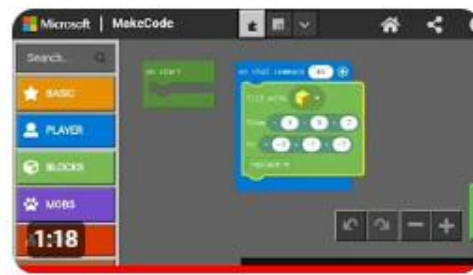 Microsoft | MakeCode
Search...
on start
on chat command
BASIC
fill with
PLAYER
from
to
BLOCKS
replace
MOBS
1:18